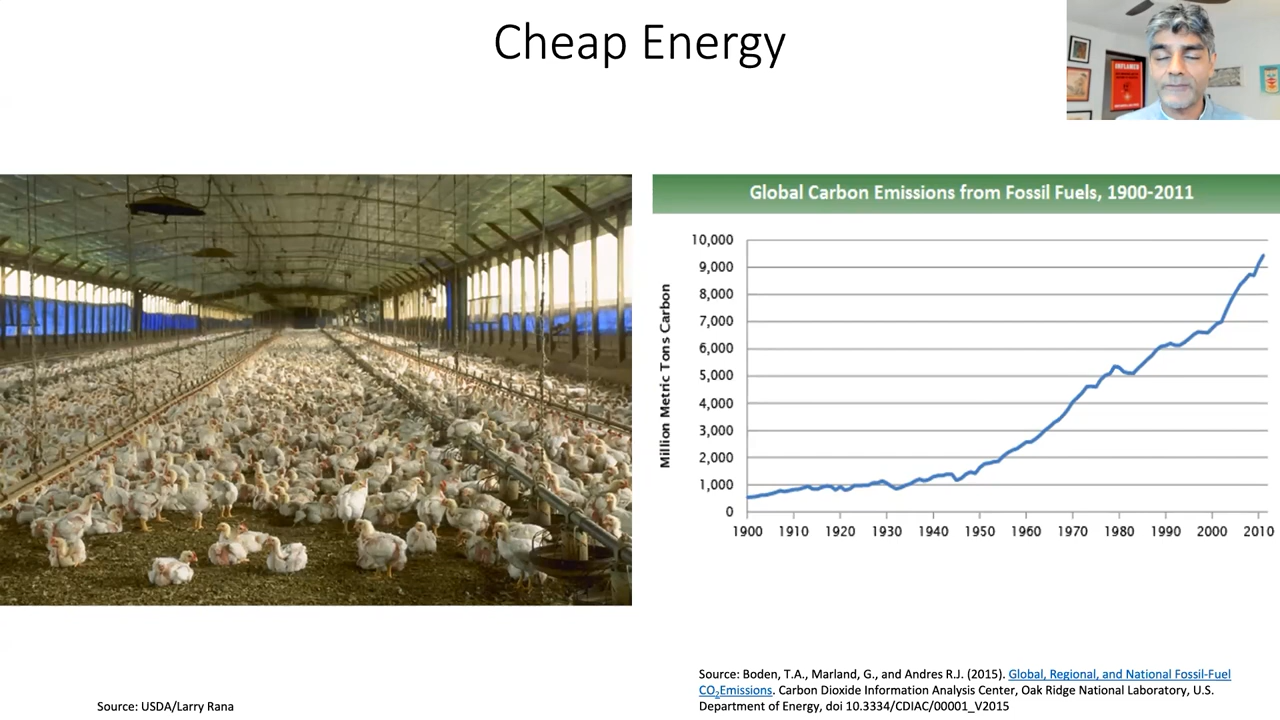 Cheap Energy
INFLAMED
Global Carbon Emissions from Fossil Fuels, 1900-2011
Million Metric Tons Carbon
10,000
9,000
8,000
7,000
6,000
5,000
4,000
3,000
2,000
1,000
0
1900 1910 1920 1930 1940 1950 1960 1970 1980 1990 2000 2010
Source: Boden, T.A., Marland, G., and Andres R.J. (2015). Global, Regional, and National Fossil-Fuel
CO2Emissions. Carbon Dioxide Information Analysis Center, Oak Ridge National Laboratory, U.S.
Department of Energy, doi 10.3334/CDIAC/00001_V2015
Source: USDA/Larry Rana